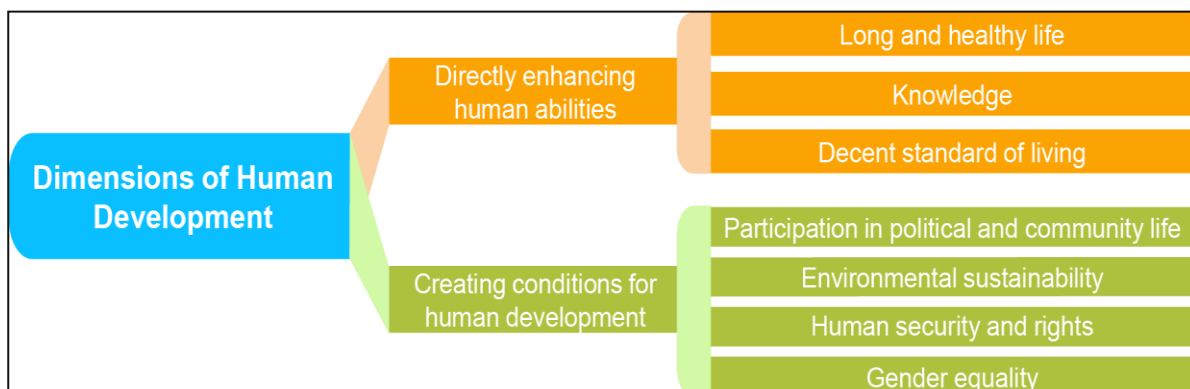 Dimensions of Human
Development
Directly enhancing
human abilities
Long and healthy life
Knowledge
Decent standard of living
Creating conditions for
human development
Participation in political and community life
Environmental sustainability
Human security and rights
Gender equality